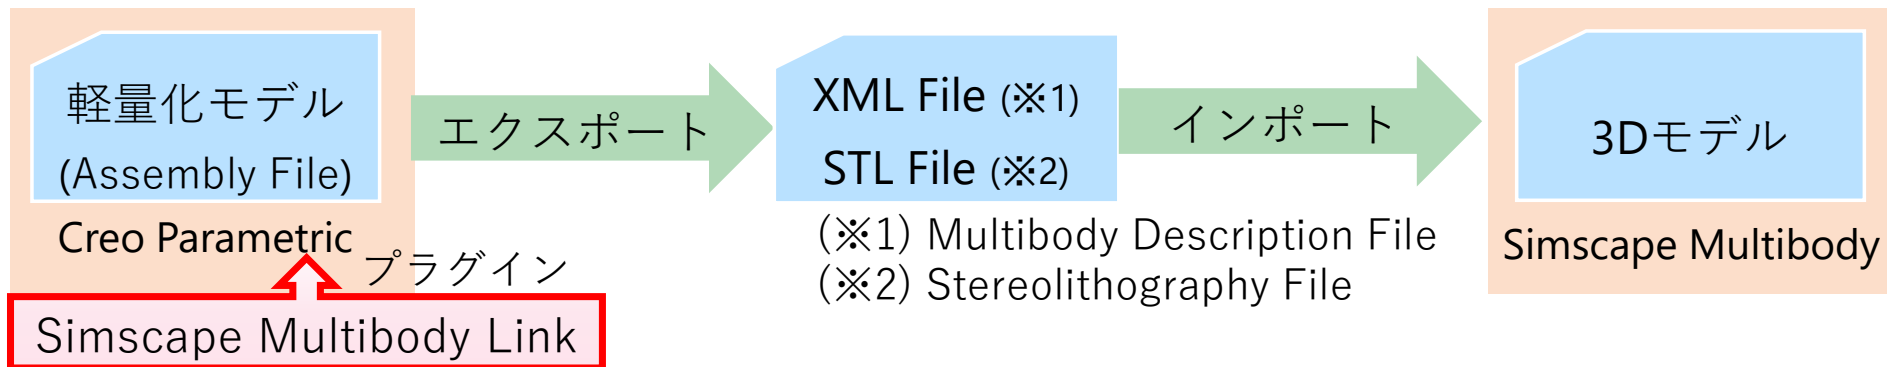 軽量化モデル
(Assembly File)
Creo Parametric
プラグイン
Simscape Multibody Link
エクスポート
XML File (※1)
STL File (※2)
(※1) Multibody Description File
(※2) Stereolithography File
インポート
3Dモデル
Simscape Multibody